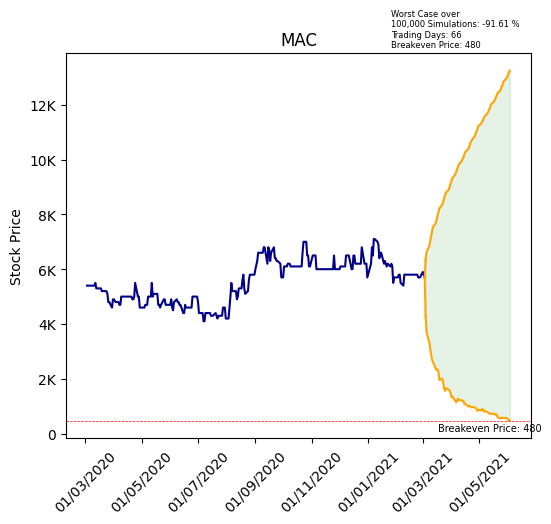 Worst Case over
100,000 Simulations: -91.61 %
Trading Days: 66
Breakeven Price: 480
MAC
Stock Price
12K
10K
8K
6K
4K
2K
0
Breakeven Price: 480
01/03/2020
01/05/2020
01/07/2020
01/09/2020
01/11/2020
01/01/2021
01/03/2021
01/05/2021